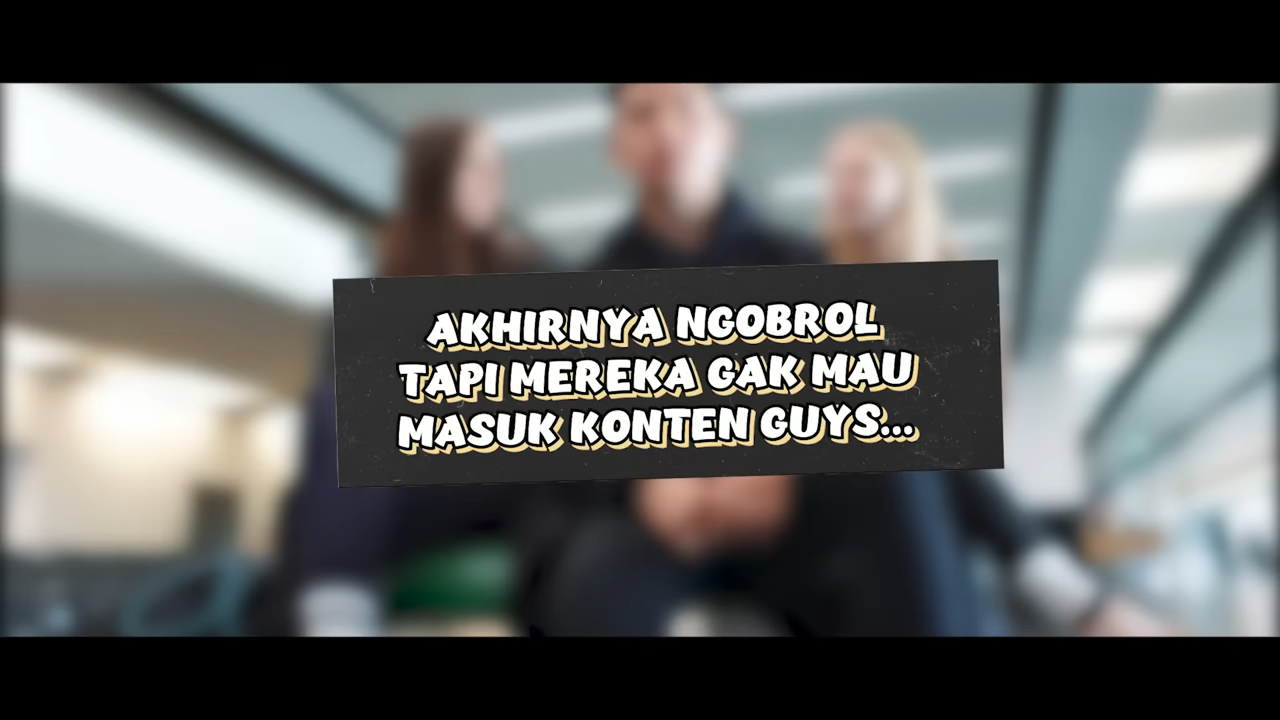 AKHIRNYA NGOBROL
TAPI MEREKA GAK MAU
MASUK KONTEN GUYS...